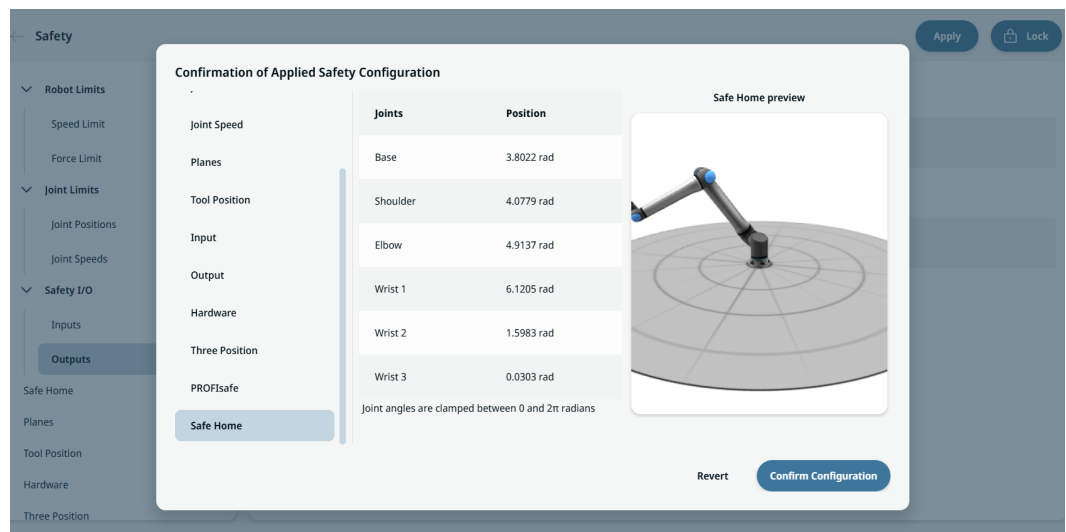 Safety
Apply
Lock
Robot Limits
Speed Limit
Force Limit
Joint Limits
Joint Positions
Joint Speeds
Safety I/O
Inputs
Outputs
Safe Home
Planes
Tool Position
Hardware
Three Position
Confirmation of Applied Safety Configuration
Joint Speed
Planes
Tool Position
Input
Output
Hardware
Three Position
PROFIsafe
Safe Home
Joints Position
Base 3.8022 rad
Shoulder 4.0779 rad
Elbow 4.9137 rad
Wrist 1 6.1205 rad
Wrist 2 1.5983 rad
Wrist 3 0.0303 rad
Joint angles are clamped between 0 and 2π radians
Safe Home preview
Revert
Confirm Configuration